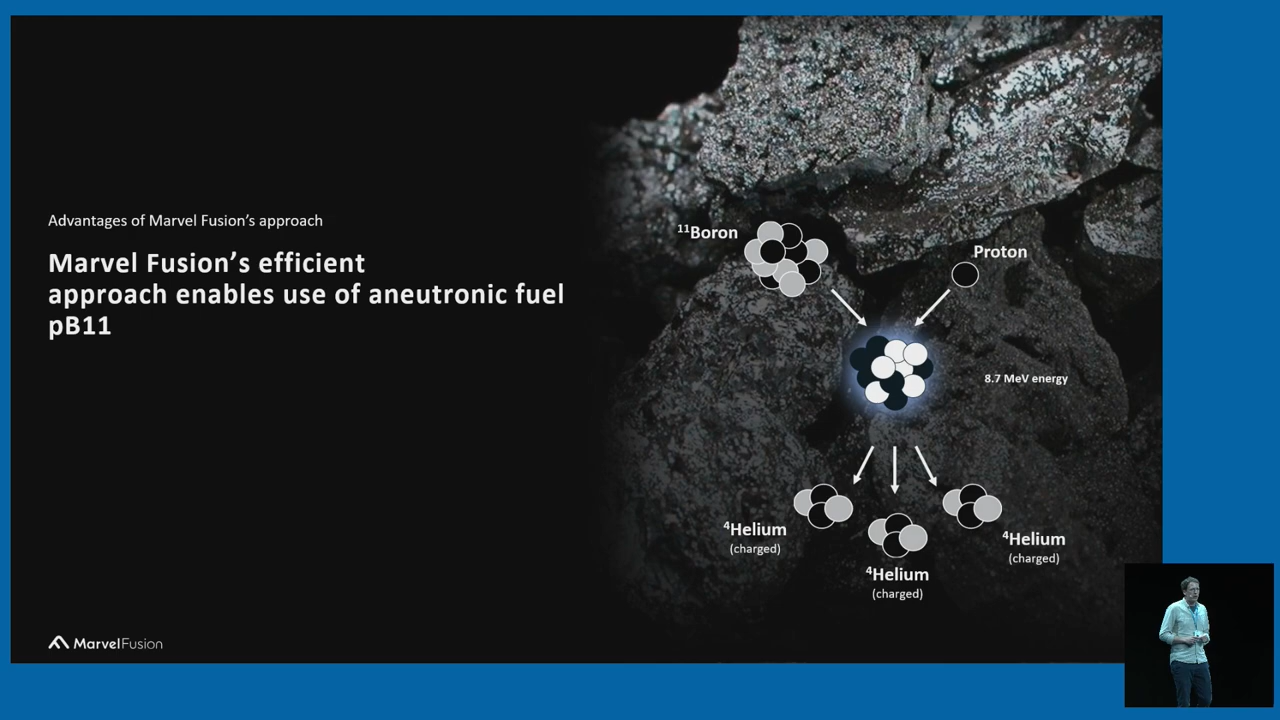 Advantages of Marvel Fusion's approach
Marvel Fusion's efficient
approach enables use of aneutronic fuel
pB11
¹¹Boron
Proton
8.7 MeV energy
⁴Helium
(charged)
⁴Helium
(charged)
⁴Helium
(charged)
MarvelFusion